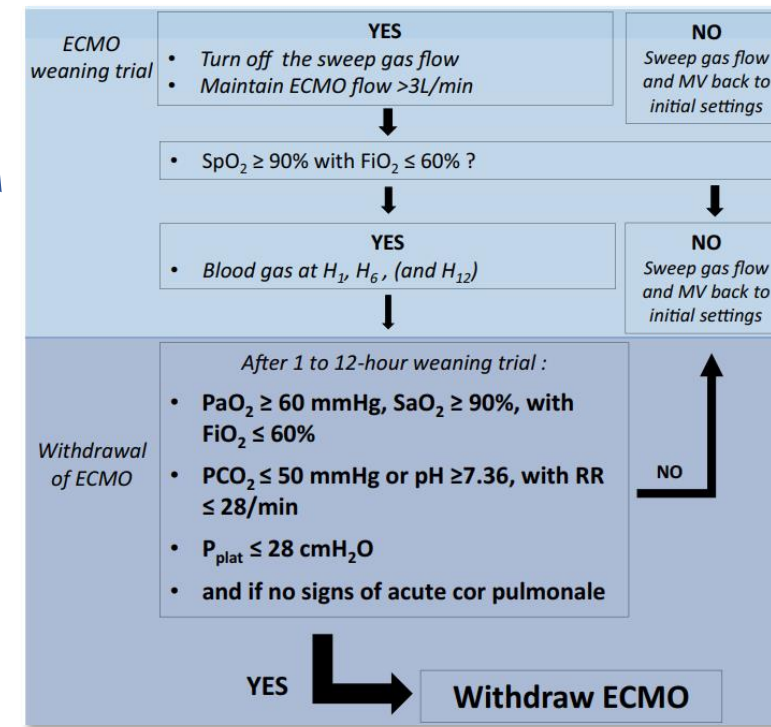 ECMO
weaning trial
YES
• Turn off the sweep gas flow
• Maintain ECMO flow >3L/min
NO
Sweep gas flow
and MV back to
initial settings
• SpO₂ ≥ 90% with FiO₂ ≤ 60% ?
YES
• Blood gas at H₁, H₆ , (and H₁₂)
NO
Sweep gas flow
and MV back to
initial settings
Withdrawal
of ECMO
After 1 to 12-hour weaning trial :
• PaO₂ ≥ 60 mmHg, SaO₂ ≥ 90%, with
FiO₂ ≤ 60%
• PCO₂ ≤ 50 mmHg or pH ≥7.36, with RR
≤ 28/min
• Pplat ≤ 28 cmH₂O
• and if no signs of acute cor pulmonale
NO
YES
Withdraw ECMO